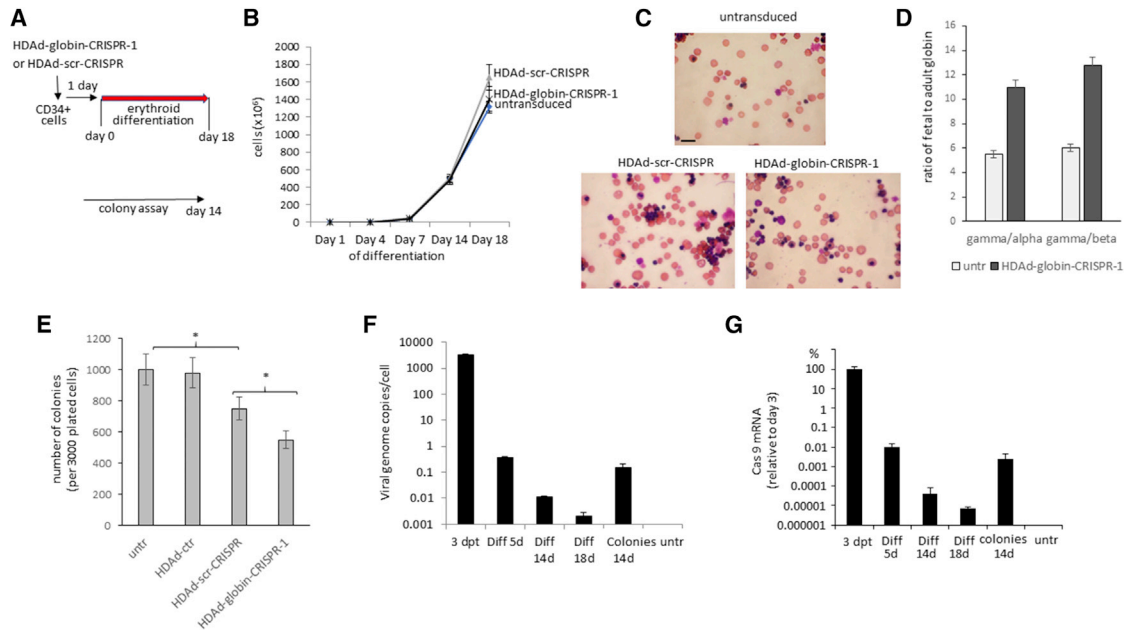 A
HDAd-globin-CRISPR-1
or HDAd-scr-CRISPR
1 day
CD34+
cells
erythroid
differentiation
day 0
day 18
colony assay
day 14
B
cells (x10⁶)
2000
1800
1600
1400
1200
1000
800
600
400
200
0
HDAd-scr-CRISPR
HDAd-globin-CRISPR-1
untransduced
Day 1 Day 4 Day 7 Day 14 Day 18
of differentiation
C
untransduced
HDAd-scr-CRISPR
HDAd-globin-CRISPR-1
D
ratio of fetal to adult globin
16
14
12
10
8
6
4
2
0
gamma/alpha gamma/beta
untr HDAd-globin-CRISPR-1
E
number of colonies
(per 3000 plated cells)
1200
1000
800
600
400
200
0
*
*
untr
HDAd-ctr
HDAd-scr-CRISPR
HDAd-globin-CRISPR-1
F
Viral genome copies/cell
10000
1000
100
10
1
0.1
0.01
0.001
3 dpt
Diff 5d
Diff
14d
Diff
18d
Colonies
14d
untr
G
Cas 9 mRNA
(relative to day 3)
%
100
10
1
0.1
0.01
0.001
0.0001
0.00001
0.000001
3 dpt
Diff
5d
Diff
14d
Diff
18d
colonies
14d
untr